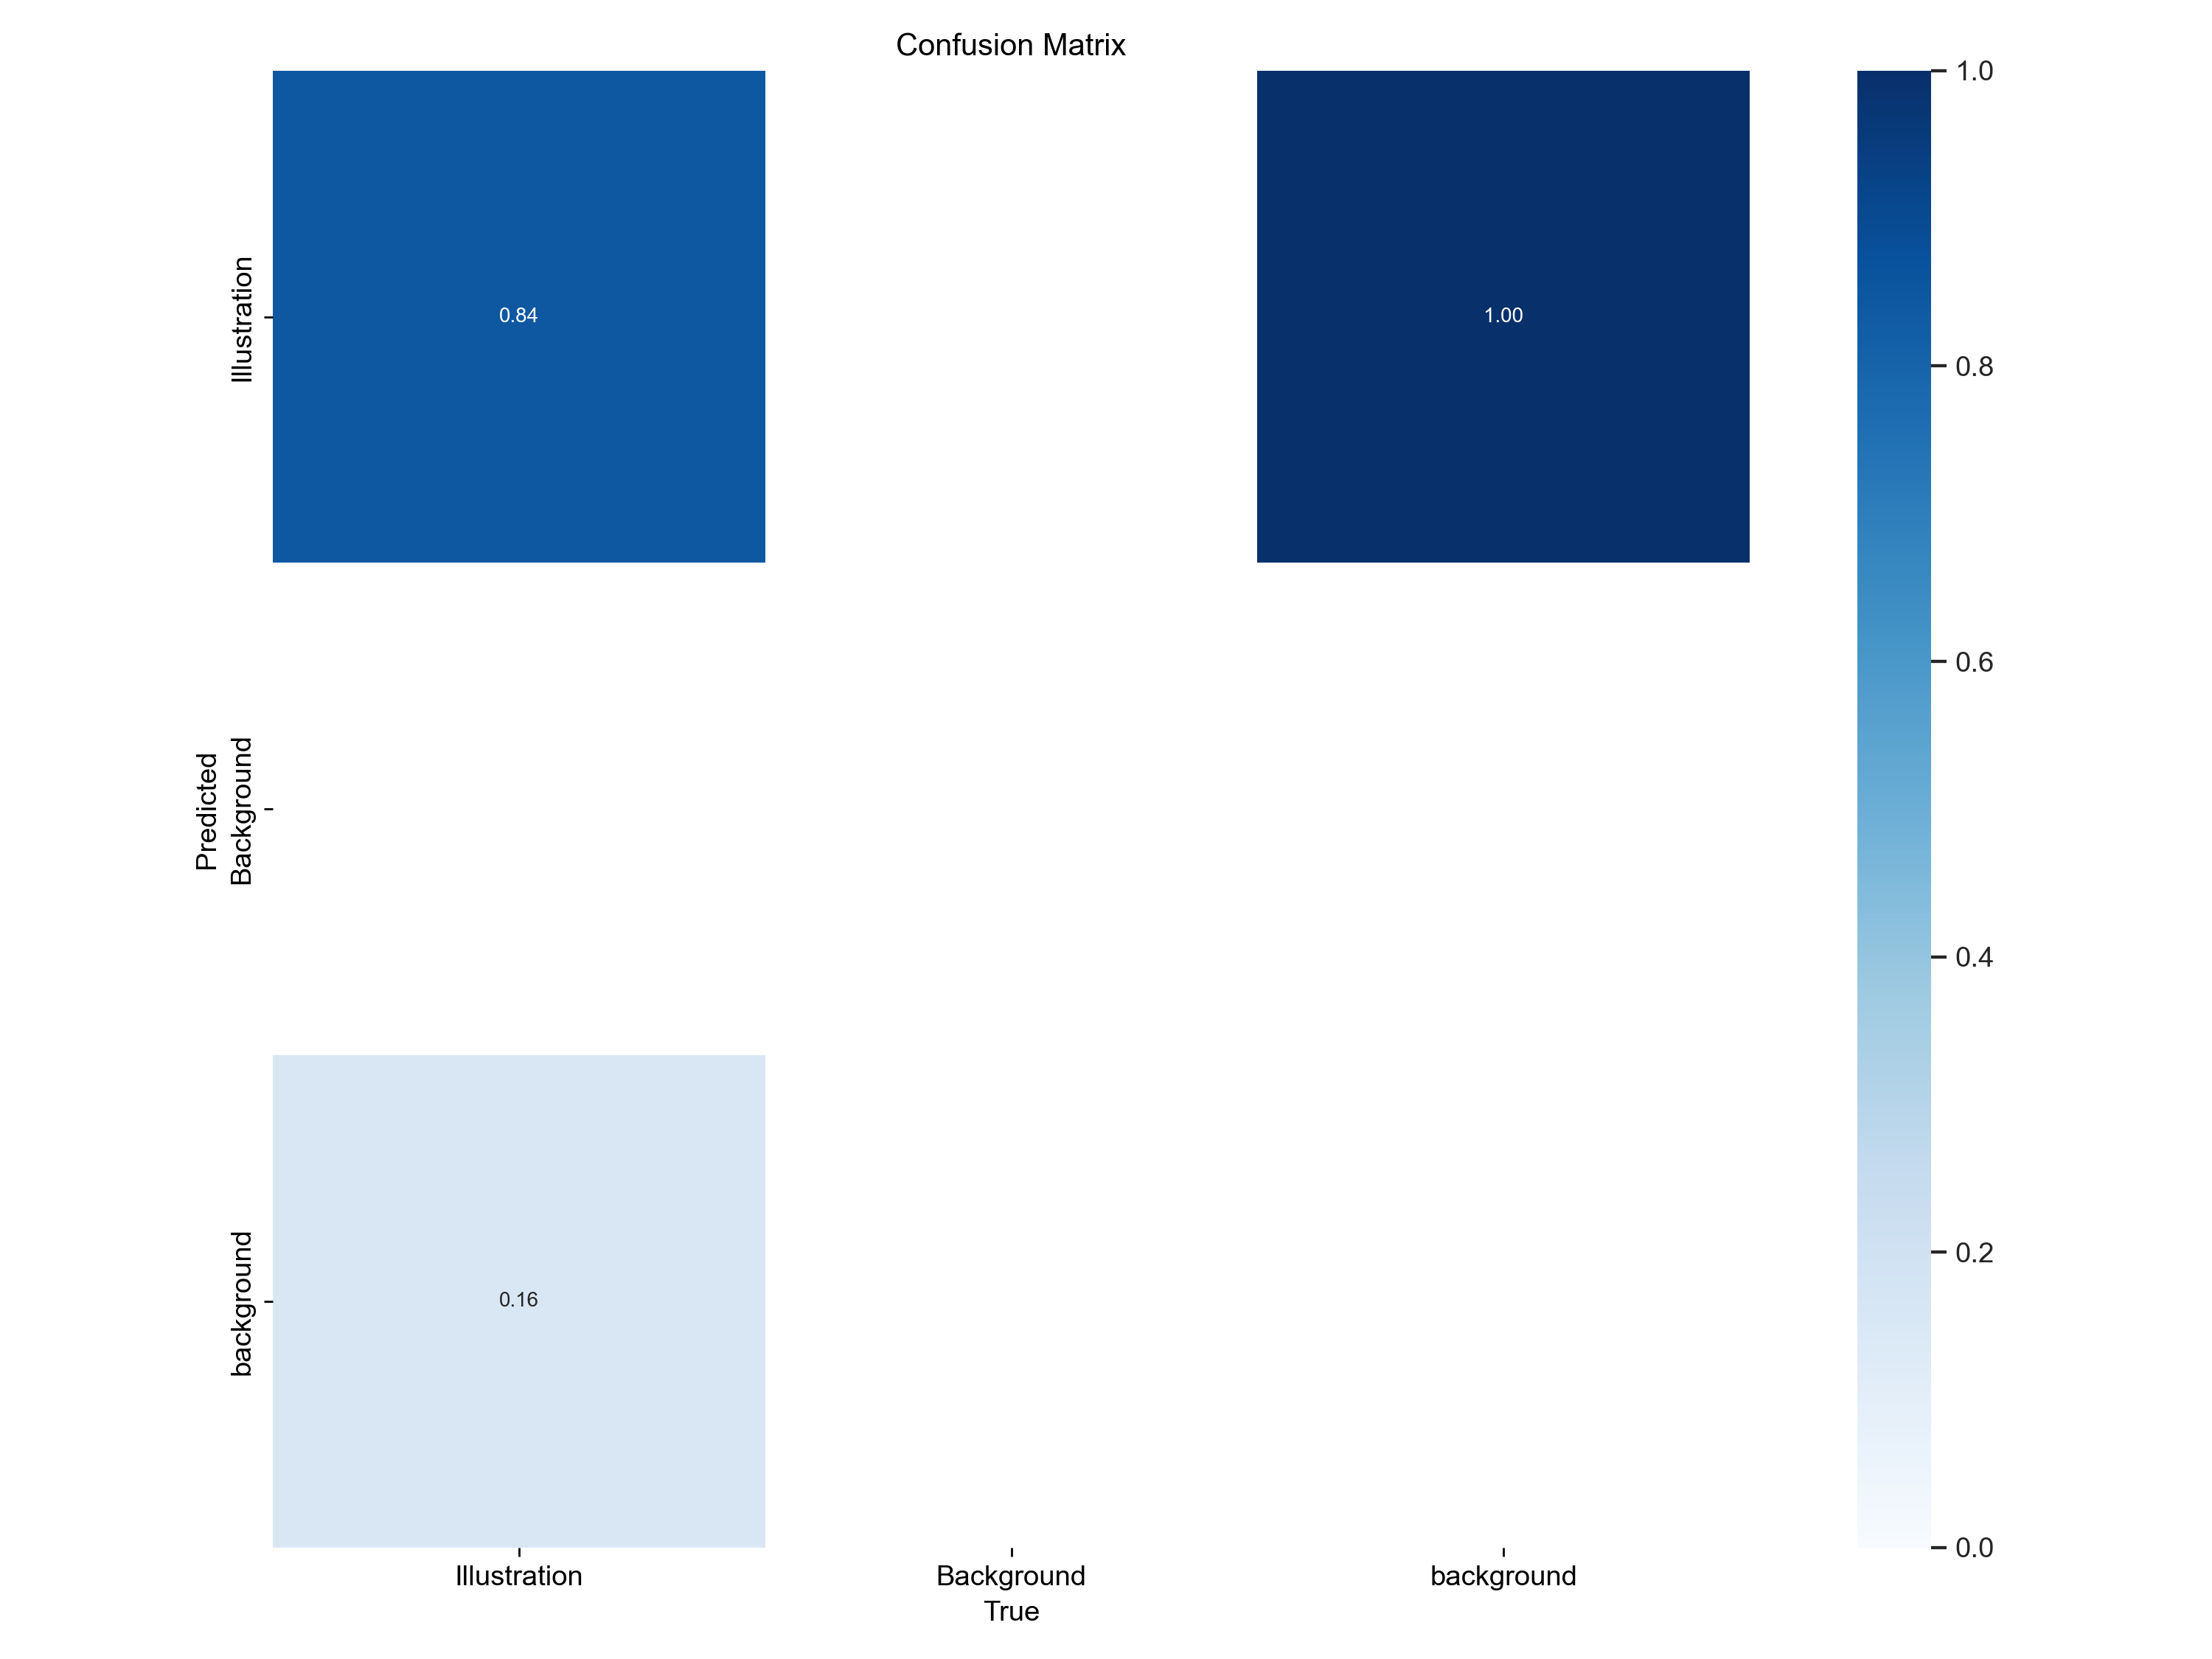 Confusion Matrix
Illustration
Background
background
Predicted
0.84
1.00
0.16
Illustration
Background
background
True
1.0
0.8
0.6
0.4
0.2
0.0